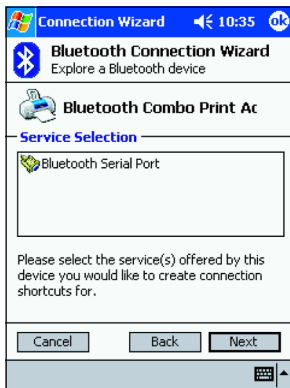 Connection Wizard 10:35 ok
Bluetooth Connection Wizard
Explore a Bluetooth device
Bluetooth Combo Print Ac
Service Selection
Bluetooth Serial Port
Please select the service(s) offered by this
device you would like to create connection
shortcuts for.
Cancel Back Next